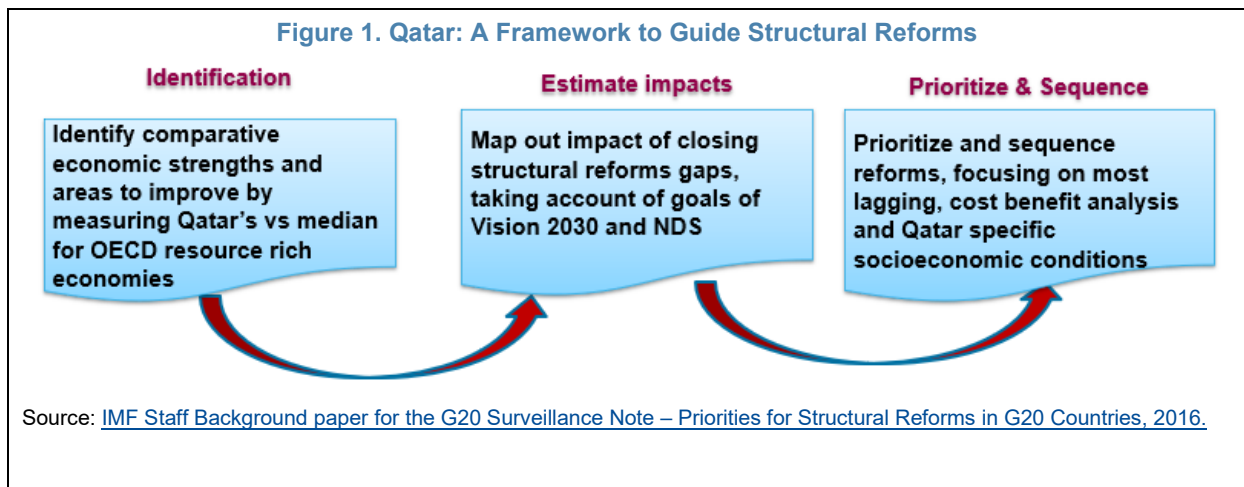 Figure 1. Qatar: A Framework to Guide Structural Reforms
Identification
Identify comparative
economic strengths and
areas to improve by
measuring Qatar's vs median
for OECD resource rich
economies
Estimate impacts
Map out impact of closing
structural reforms gaps,
taking account of goals of
Vision 2030 and NDS
Prioritize & Sequence
Prioritize and sequence
reforms, focusing on most
lagging, cost benefit analysis
and Qatar specific
socioeconomic conditions
Source: IMF Staff Background paper for the G20 Surveillance Note – Priorities for Structural Reforms in G20 Countries, 2016.